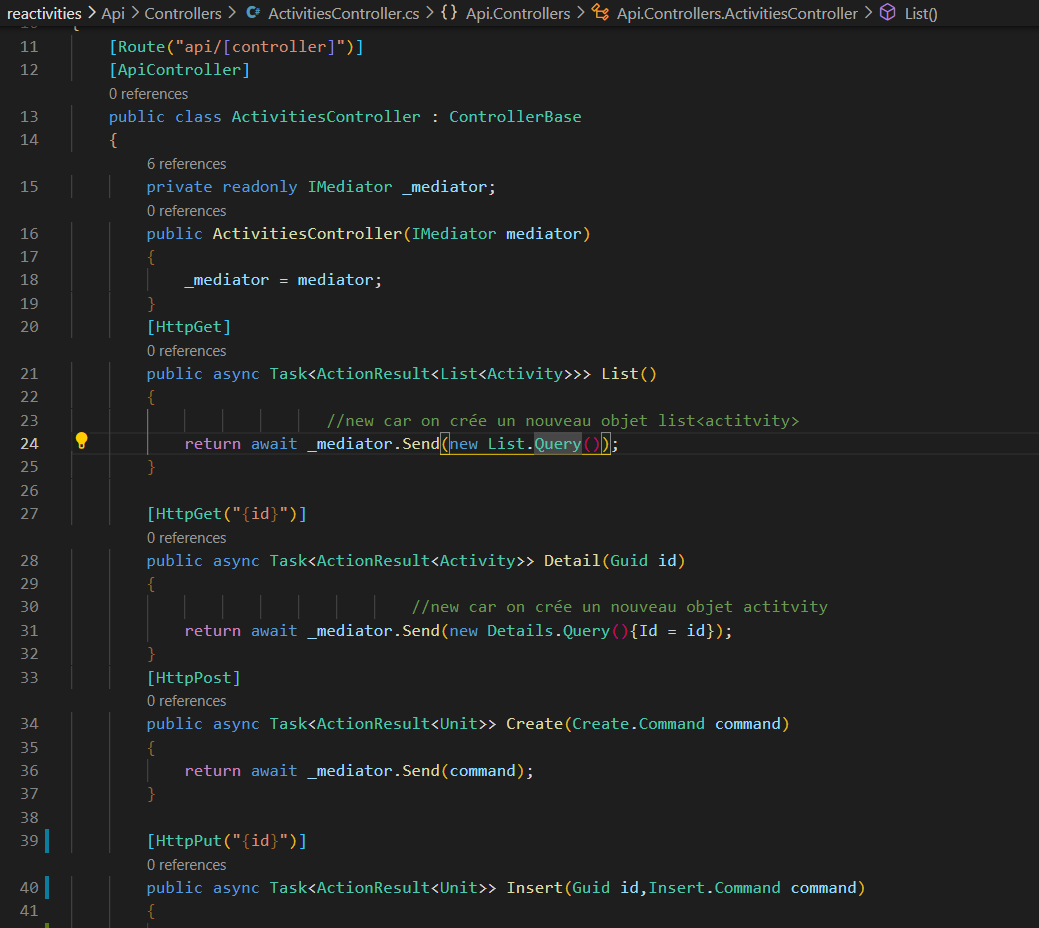 reactivities > Api > Controllers > C# ActivitiesController.cs > {} Api.Controllers > Api.Controllers.ActivitiesController > List()
11 [Route("api/[controller]")]
12 [ApiController]
0 references
13 public class ActivitiesController : ControllerBase
14 {
6 references
15 private readonly IMediator _mediator;
0 references
16 public ActivitiesController(IMediator mediator)
17 {
18 _mediator = mediator;
19 }
20 [HttpGet]
0 references
21 public async Task<ActionResult<List<Activity>>> List()
22 {
23 //new car on crée un nouveau objet list<actitvity>
24 return await _mediator.Send(new List.Query());
25 }
26
27 [HttpGet("{id}")]
0 references
28 public async Task<ActionResult<Activity>> Detail(Guid id)
29 {
30 //new car on crée un nouveau objet actitvity
31 return await _mediator.Send(new Details.Query(){Id = id});
32 }
33 [HttpPost]
0 references
34 public async Task<ActionResult<Unit>> Create(Create.Command command)
35 {
36 return await _mediator.Send(command);
37 }
38
39 [HttpPut("{id}")]
0 references
40 public async Task<ActionResult<Unit>> Insert(Guid id,Insert.Command command)
41 {